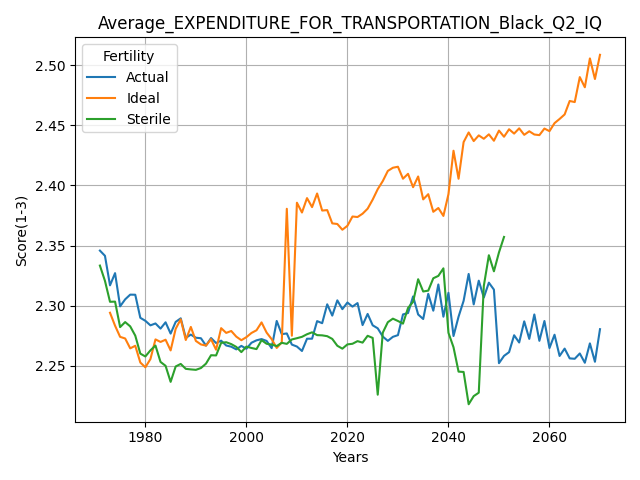 Average_EXPENDITURE_FOR_TRANSPORTATION_Black_Q2_IQ
Fertility
Actual
Ideal
Sterile
Score(1-3)
2.50
2.45
2.40
2.35
2.30
2.25
1980
2000
2020
2040
2060
Years